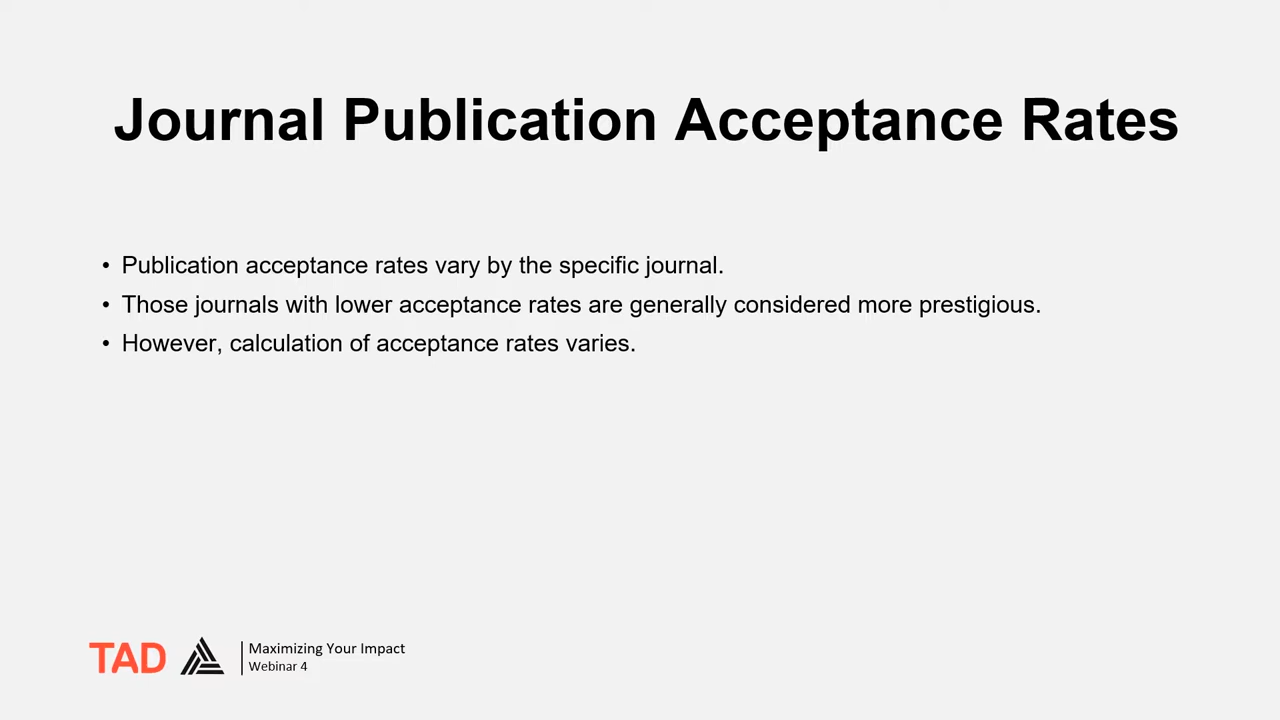 Journal Publication Acceptance Rates
• Publication acceptance rates vary by the specific journal.
• Those journals with lower acceptance rates are generally considered more prestigious.
• However, calculation of acceptance rates varies.
TAD
Maximizing Your Impact
Webinar 4